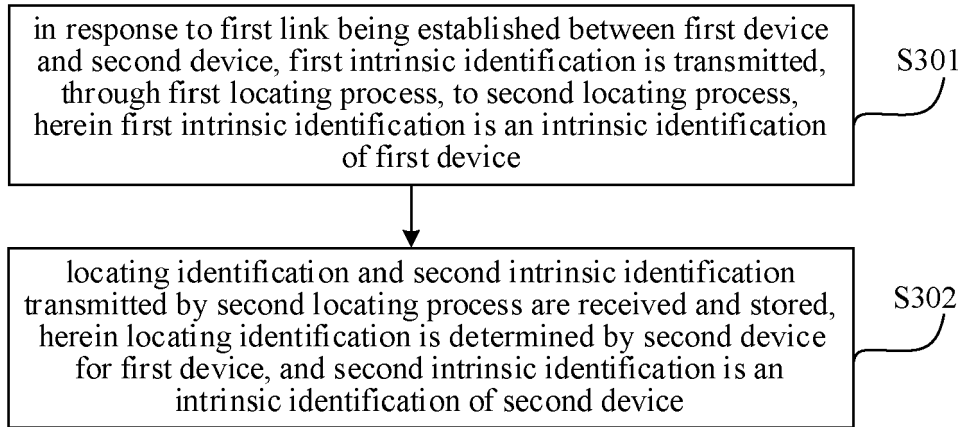 in response to first link being established between first device
and second device, first intrinsic identification is transmitted,
through first locating process, to second locating process,
herein first intrinsic identification is an intrinsic identification
of first device
S301
locating identification and second intrinsic identification
transmitted by second locating process are received and stored,
herein locating identification is determined by second device
for first device, and second intrinsic identification is an
intrinsic identification of second device
S302